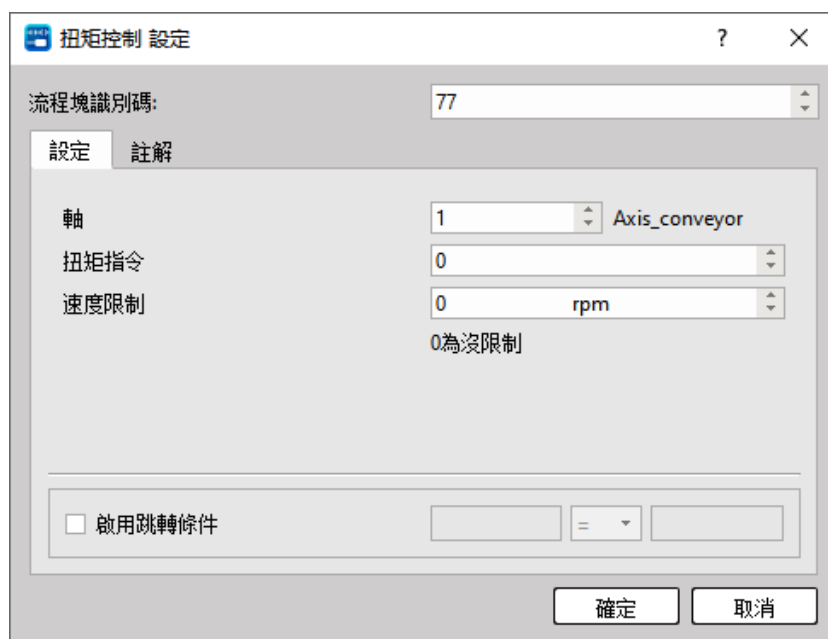 扭矩控制 設定
流程塊識別碼: 77
設定 註解
軸 1 Axis_conveyor
扭矩指令 0
速度限制 0 rpm
0為沒限制
啟用跳轉條件 =
確定 取消